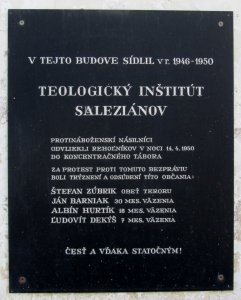 V TEJTO BUDOVE SÍDLIL V r. 1946-1950
TEOLOGICKÝ INŠTITÚT
SALEZIÁNOV
PROTINÁBOŽENSKÍ NÁSILNÍCI
ODVLIEKLI REHOĽNÍKOV V NOCI 14.4.1950
DO KONCENTRAČNÉHO TÁBORA
ZA PROTEST PROTI TOMUTO BEZPRÁVIU
BOLI TRÝZNENÍ A ODSÚDENÍ TÍTO OBČANIA:
ŠTEFAN ZÚBRIK OBEŤ TERORU
JÁN BARNIAK 30 MES. VÄZENIA
ALBÍN HURTÍK 18 MES. VÄZENIA
ĽUDOVÍT DEKÝŠ 7 MES. VÄZENIA
ČESŤ A VĎAKA STATOČNÝM!